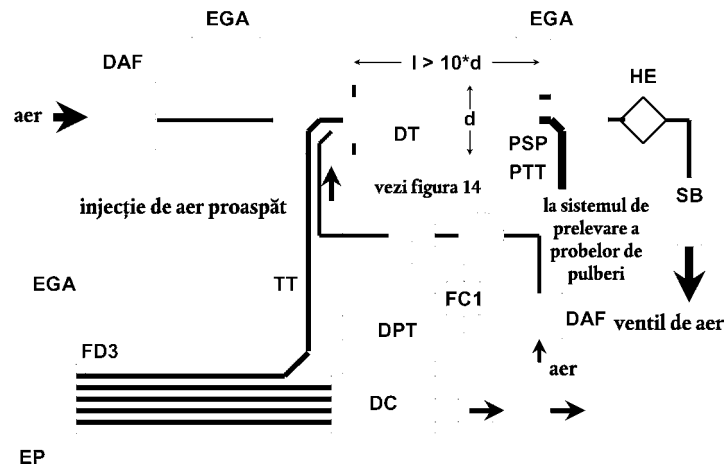 EGA EGA
DAF l > 10*d HE
aer d
DT PSP
PTT
vezi figura 14
injecție de aer proaspăt
la sistemul de
prelevare a
probelor de
pulberi
SB
EGA TT FC1
DPT DAF ventil de aer
FD3 aer
DC
EP